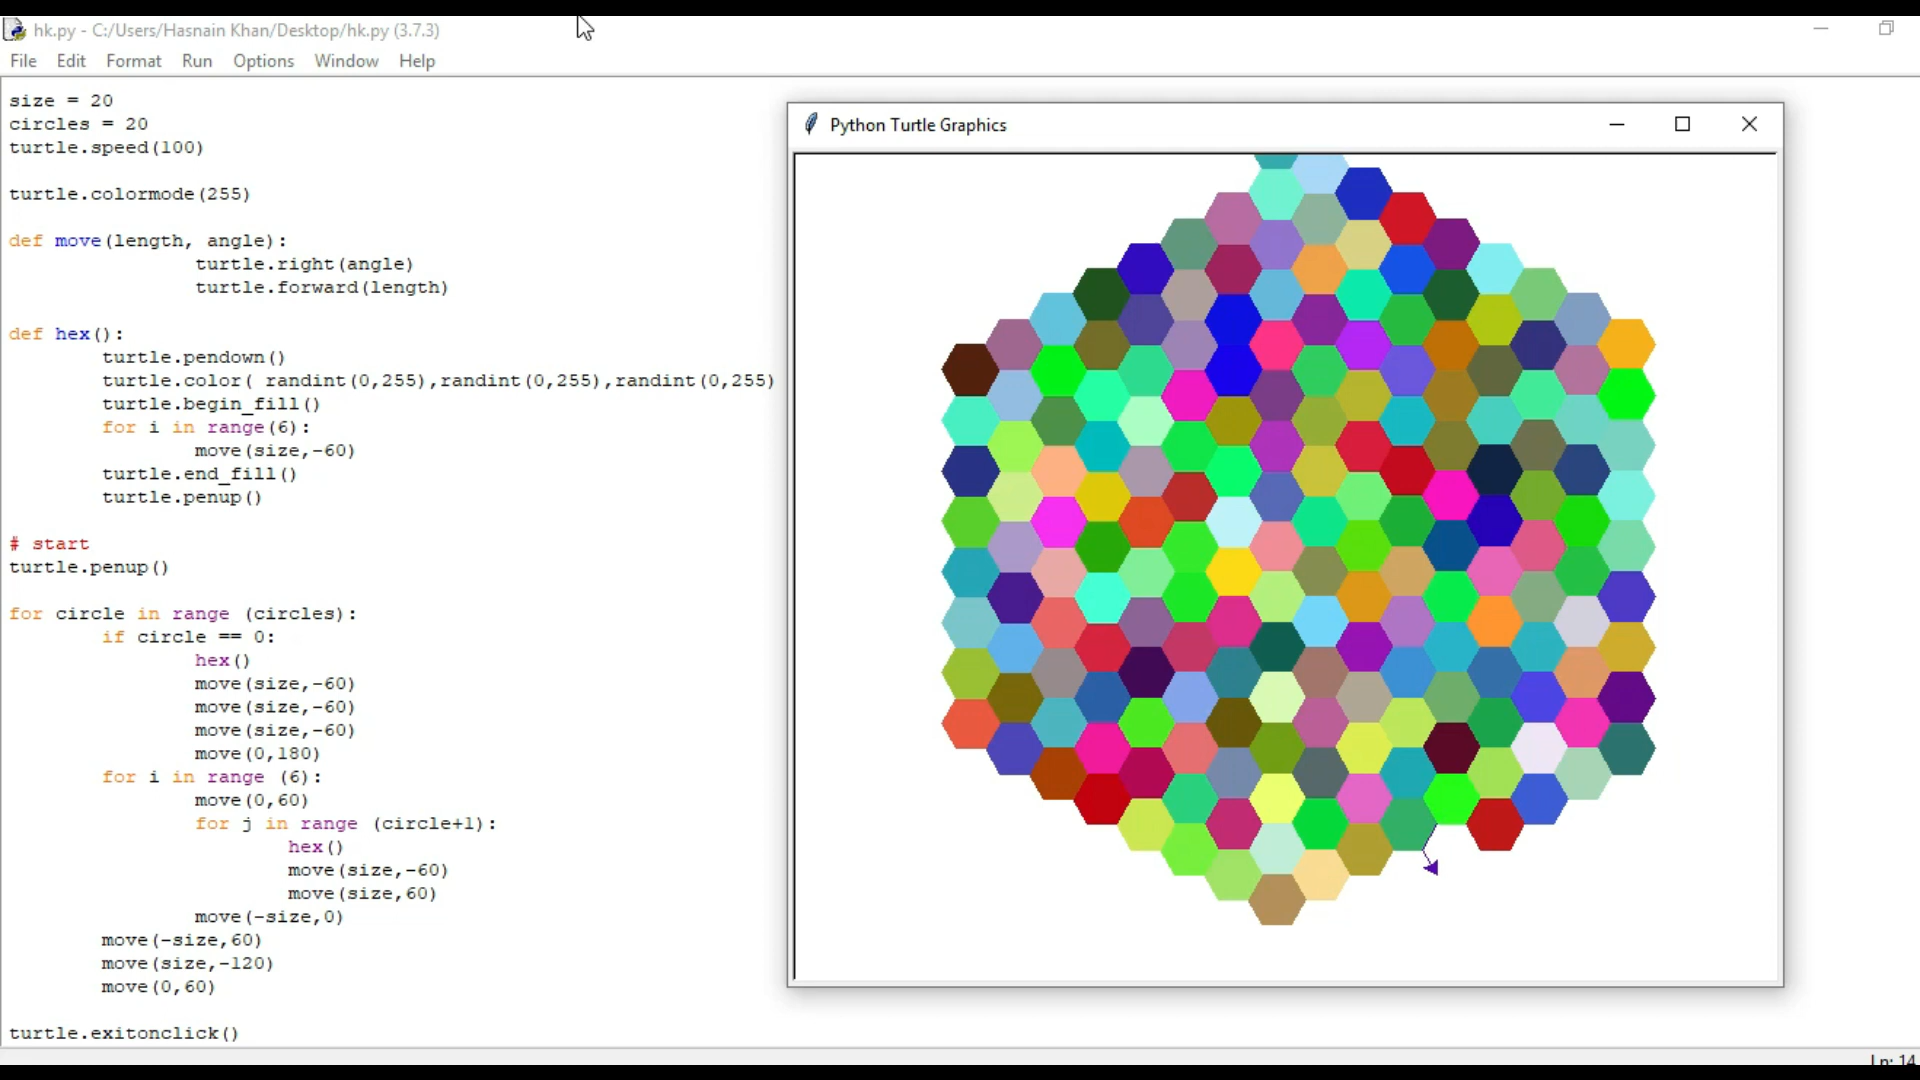 hk.py - C:/Users/Hasnain Khan/Desktop/hk.py (3.7.3)
File Edit Format Run Options Window Help
size = 20
circles = 20
turtle.speed(100)
turtle.colormode(255)
def move(length, angle):
turtle.right(angle)
turtle.forward(length)
def hex():
turtle.pendown()
turtle.color( randint(0,255),randint(0,255),randint(0,255)
turtle.begin_fill()
for i in range(6):
move(size,-60)
turtle.end_fill()
turtle.penup()
# start
turtle.penup()
for circle in range (circles):
if circle == 0:
hex()
move(size,-60)
move(size,-60)
move(size,-60)
move(0,180)
for i in range (6):
move(0,60)
for j in range (circle+1):
hex()
move(size,-60)
move(size,60)
move(-size,0)
move(-size,60)
move(size,-120)
move(0,60)
turtle.exitonclick()
Python Turtle Graphics
Ln: 14